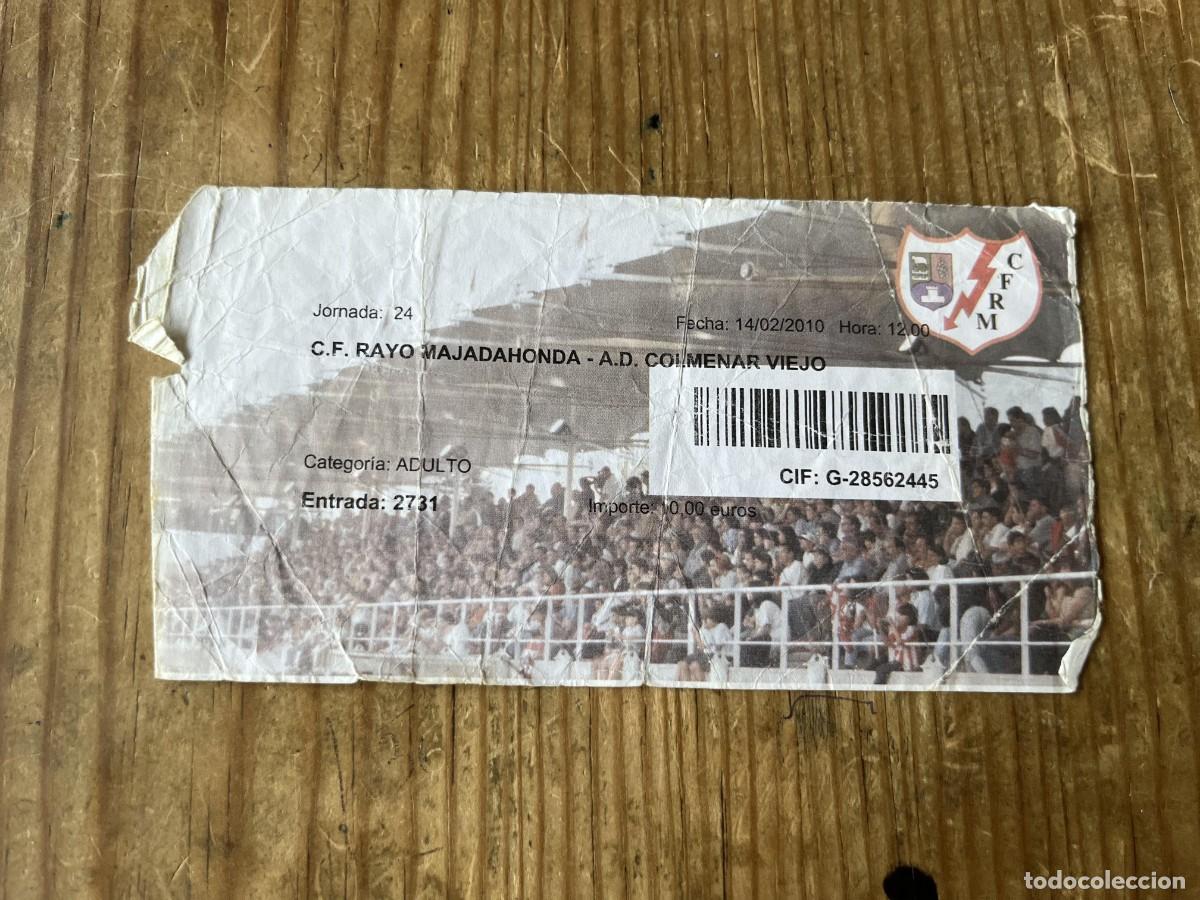 CFRM
Jornada: 24
Fecha: 14/02/2010 Hora: 12.00
C.F. RAYO MAJADAHONDA - A.D. COLMENAR VIEJO
CIF: G-28562445
Categoría: ADULTO
Entrada: 2731
Importe: 10.00 euros
todocoleccion